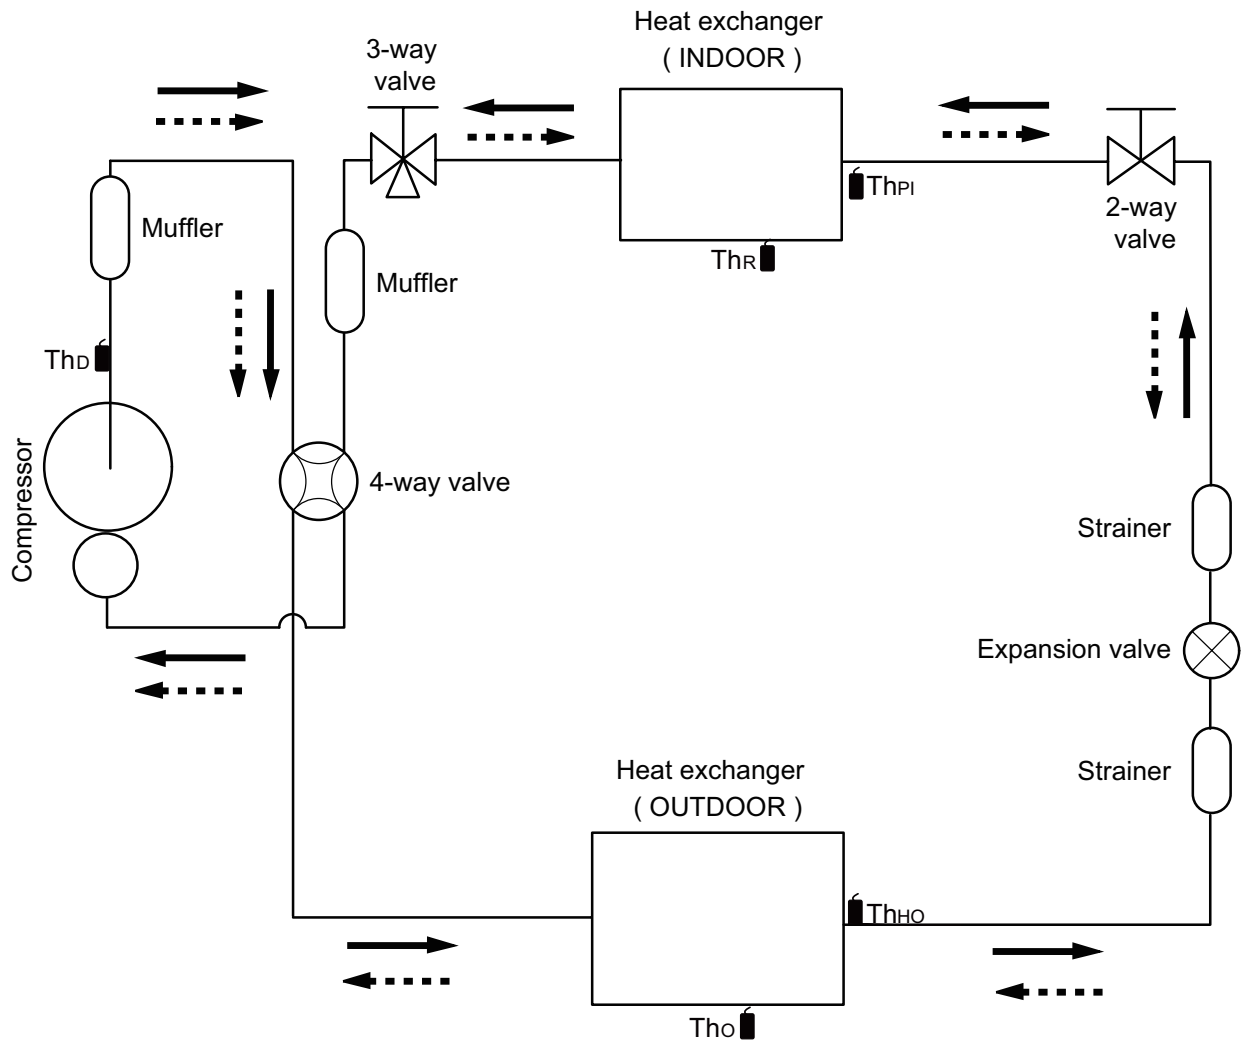 Heat exchanger
( INDOOR )
3-way
valve
Muffler
ThPI
2-way
valve
ThR
Muffler
ThD
4-way valve
Compressor
Strainer
Expansion valve
Strainer
Heat exchanger
( OUTDOOR )
ThHO
ThO